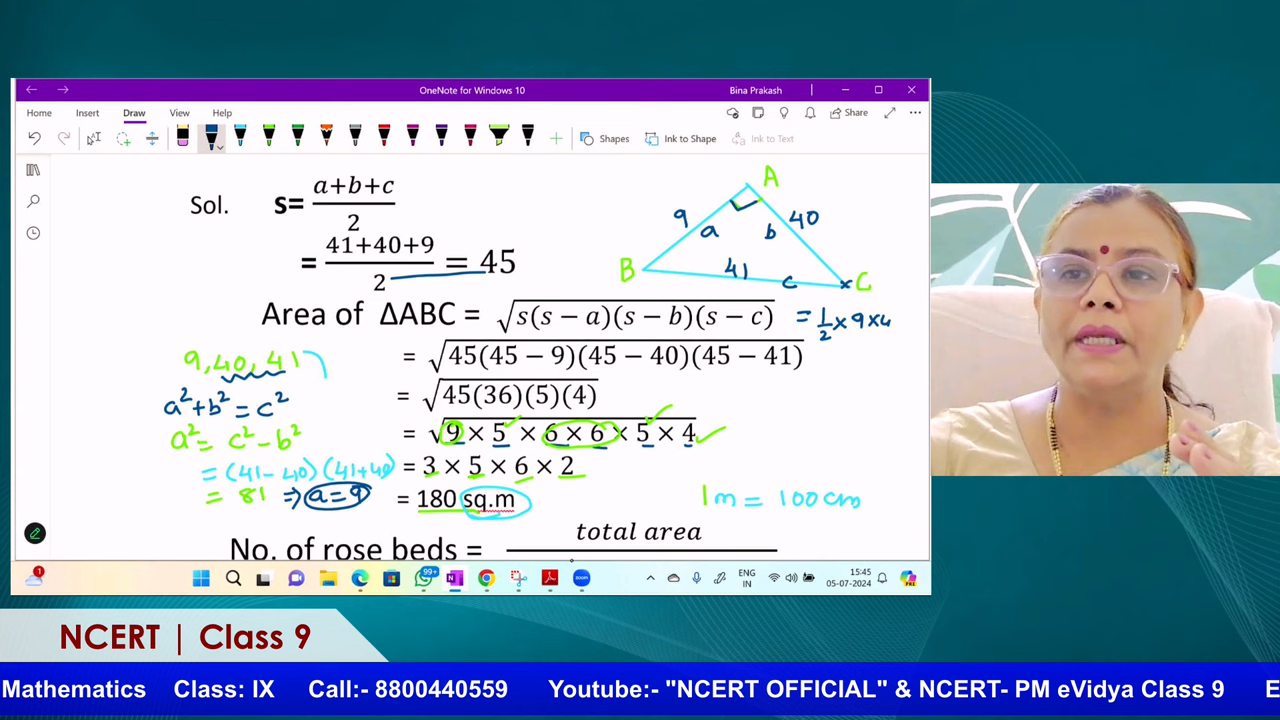 OneNote for Windows 10
Bina Prakash
Home Insert Draw View Help
Share
Shapes Ink to Shape Ink to Text
Sol. s= a+b+c
2
= 41+40+9
2
= 45
A
9 a b 40
B 41 c C
Area of ΔABC = √s(s − a)(s − b)(s − c) = 1/2 × 9 × 4
9, 40, 41
= √45(45 − 9)(45 − 40)(45 − 41)
a² + b² = c²
= √45(36)(5)(4)
a² = c² - b²
= √9 × 5 × 6 × 6 × 5 × 4
= (41 - 40) (41 + 40)
= 3 × 5 × 6 × 2
= 81 ⇒ a = 9
= 180 sq.m
1m = 100cm
No. of rose beds = total area
99+
1
ENG
IN
15:45
05-07-2024
NCERT | Class 9
Mathematics Class: IX Call:- 8800440559 Youtube:- "NCERT OFFICIAL" & NCERT- PM eVidya Class 9 E